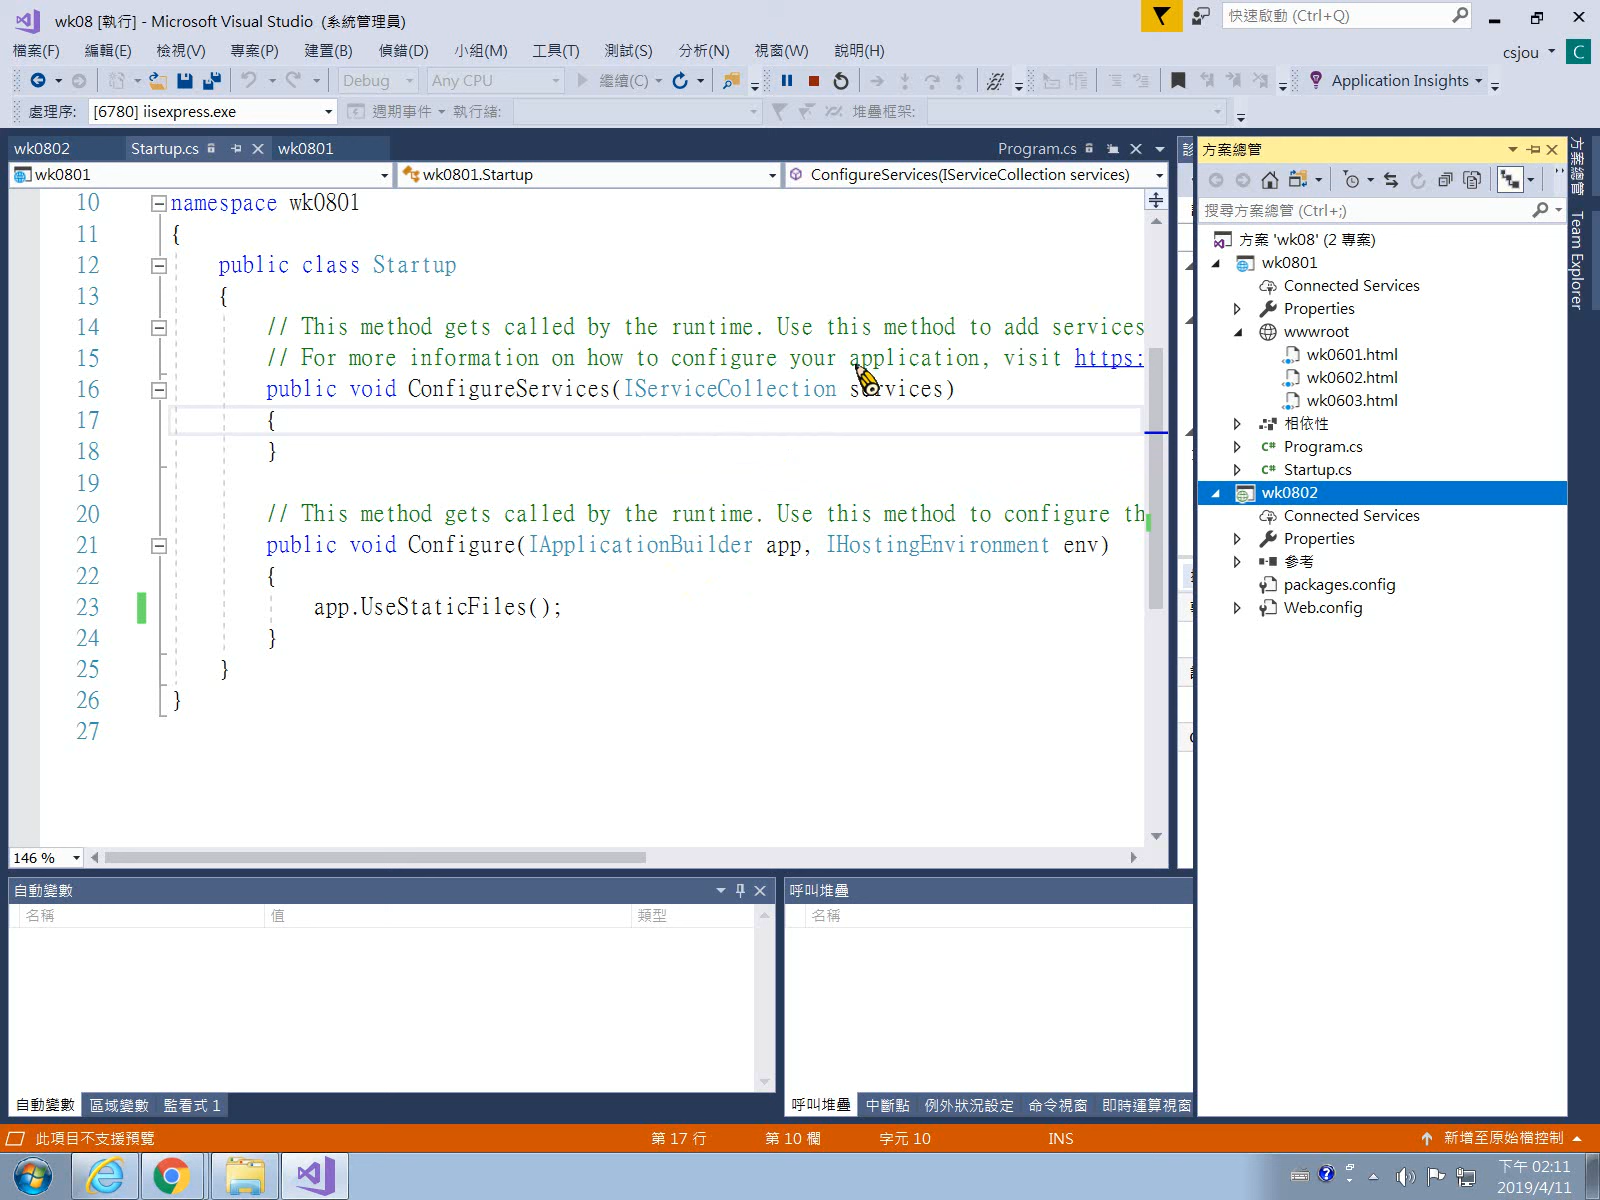 wk08 [執行] - Microsoft Visual Studio (系統管理員)
快速啟動 (Ctrl+Q)
檔案(F) 編輯(E) 檢視(V) 專案(P) 建置(B) 偵錯(D) 小組(M) 工具(T) 測試(S) 分析(N) 視窗(W) 說明(H)
csjou C
Debug Any CPU 繼續(C) Application Insights
處理序: [6780] iisexpress.exe 週期事件 執行緒: 堆疊框架:
wk0802 Startup.cs wk0801 Program.cs
wk0801 wk0801.Startup ConfigureServices(IServiceCollection services)
10 namespace wk0801
11 {
12 public class Startup
13 {
14 // This method gets called by the runtime. Use this method to add services
15 // For more information on how to configure your application, visit https:
16 public void ConfigureServices(IServiceCollection services)
17 {
18 }
19
20 // This method gets called by the runtime. Use this method to configure th
21 public void Configure(IApplicationBuilder app, IHostingEnvironment env)
22 {
23 app.UseStaticFiles();
24 }
25 }
26 }
27
146 %
方案總管
搜尋方案總管 (Ctrl+;)
方案 'wk08' (2 專案)
wk0801
Connected Services
Properties
wwwroot
wk0601.html
wk0602.html
wk0603.html
相依性
C# Program.cs
C# Startup.cs
wk0802
Connected Services
Properties
參考
packages.config
Web.config
方案總管
Team Explorer
自動變數
名稱 值 類型
自動變數 區域變數 監看式 1
呼叫堆疊
名稱
呼叫堆疊 中斷點 例外狀況設定 命令視窗 即時運算視窗
此項目不支援預覽 第 17 行 第 10 欄 字元 10 INS 新增至原始檔控制
下午 02:11
2019/4/11